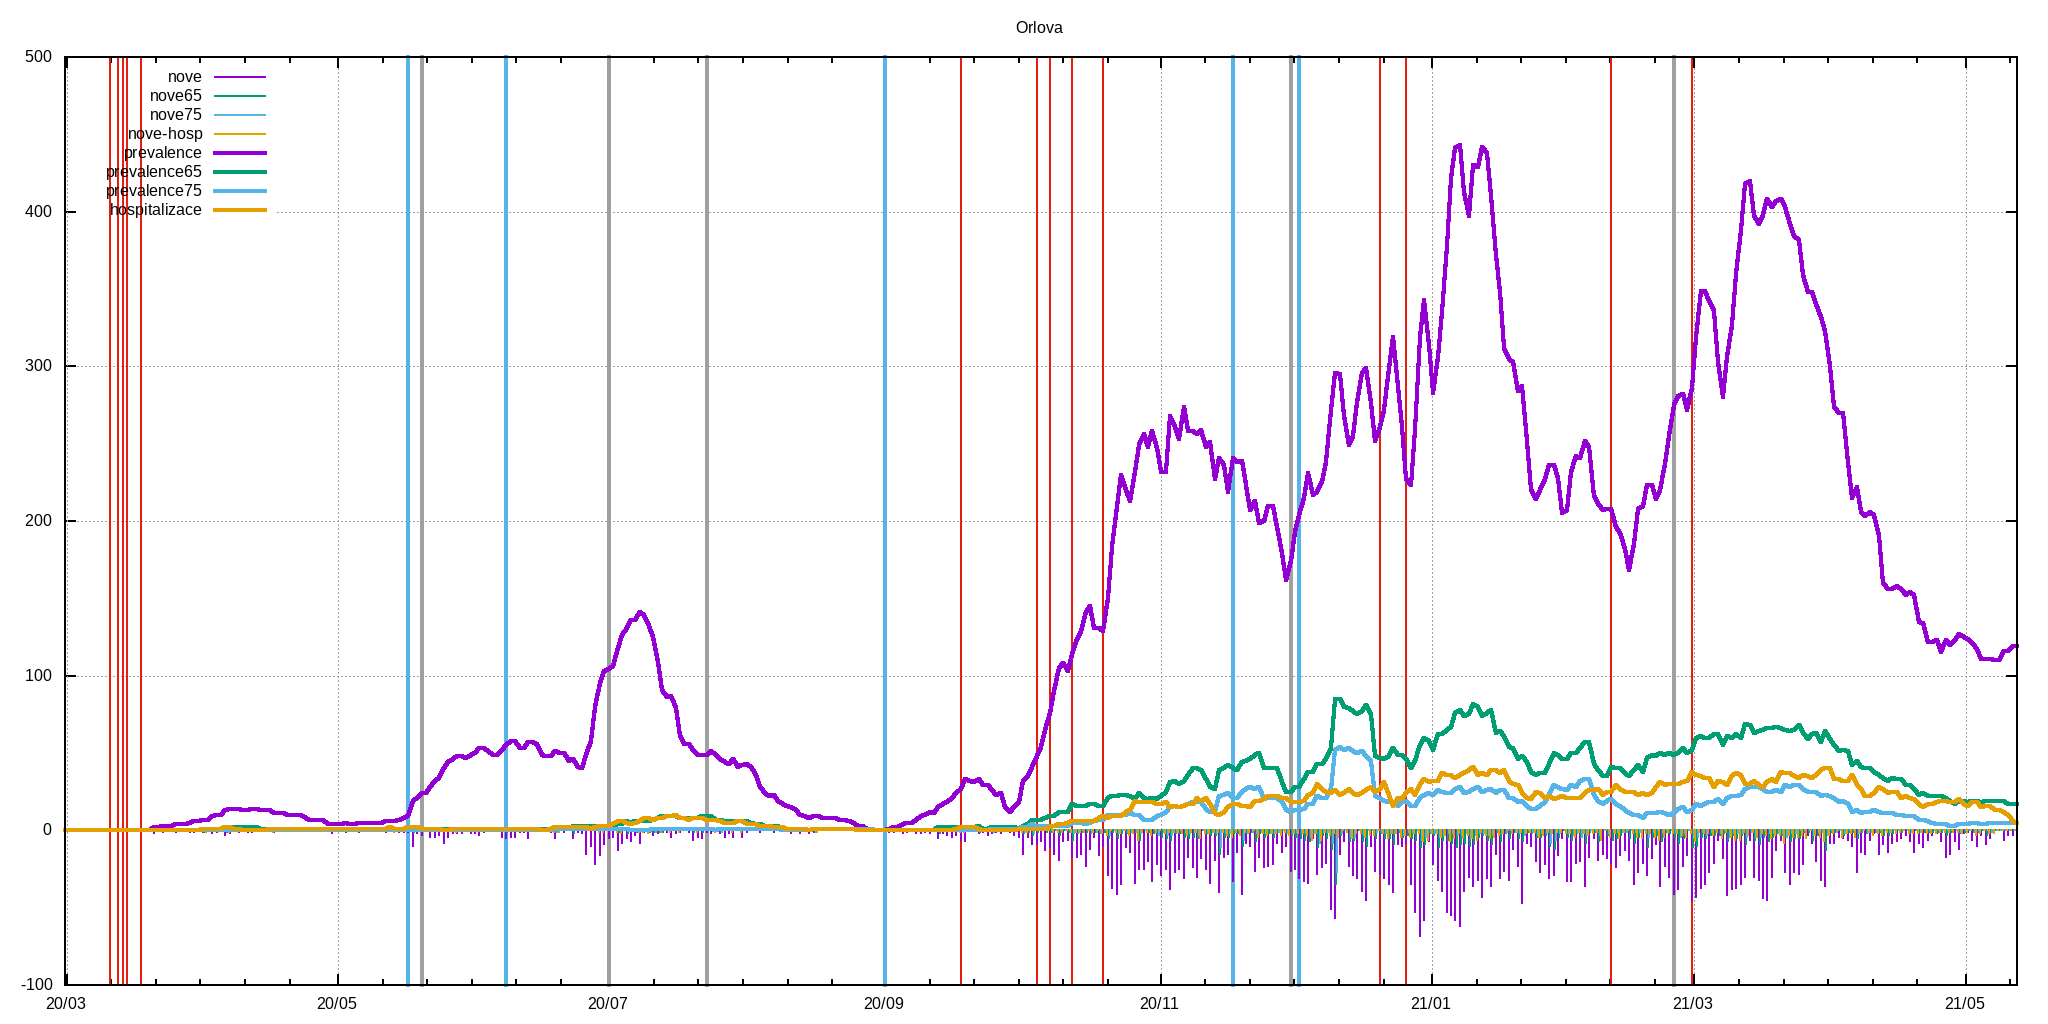 Orlova
500
nove
nove65
nove75
nove-hosp
prevalence
prevalence65
prevalence75
hospitalizace
400
300
200
100
0
-100
20/03 20/05 20/07 20/09 20/11 21/01 21/03 21/05